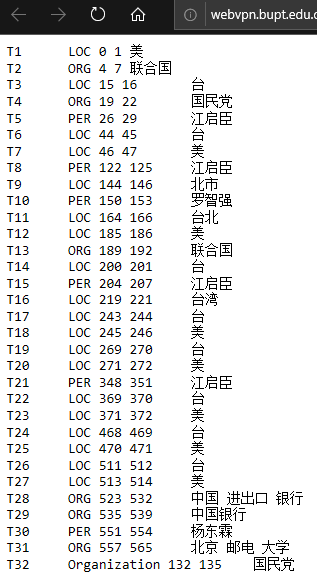 webvpn.bupt.edu.c
T1 LOC 0 1 美
T2 ORG 4 7 联合国
T3 LOC 15 16 台
T4 ORG 19 22 国民党
T5 PER 26 29 江启臣
T6 LOC 44 45 台
T7 LOC 46 47 美
T8 PER 122 125 江启臣
T9 LOC 144 146 北市
T10 PER 150 153 罗智强
T11 LOC 164 166 台北
T12 LOC 185 186 美
T13 ORG 189 192 联合国
T14 LOC 200 201 台
T15 PER 204 207 江启臣
T16 LOC 219 221 台湾
T17 LOC 243 244 台
T18 LOC 245 246 美
T19 LOC 269 270 台
T20 LOC 271 272 美
T21 PER 348 351 江启臣
T22 LOC 369 370 台
T23 LOC 371 372 美
T24 LOC 468 469 台
T25 LOC 470 471 美
T26 LOC 511 512 台
T27 LOC 513 514 美
T28 ORG 523 532 中国 进出口 银行
T29 ORG 535 539 中国银行
T30 PER 551 554 杨东霖
T31 ORG 557 565 北京 邮电 大学
T32 Organization 132 135 国民党